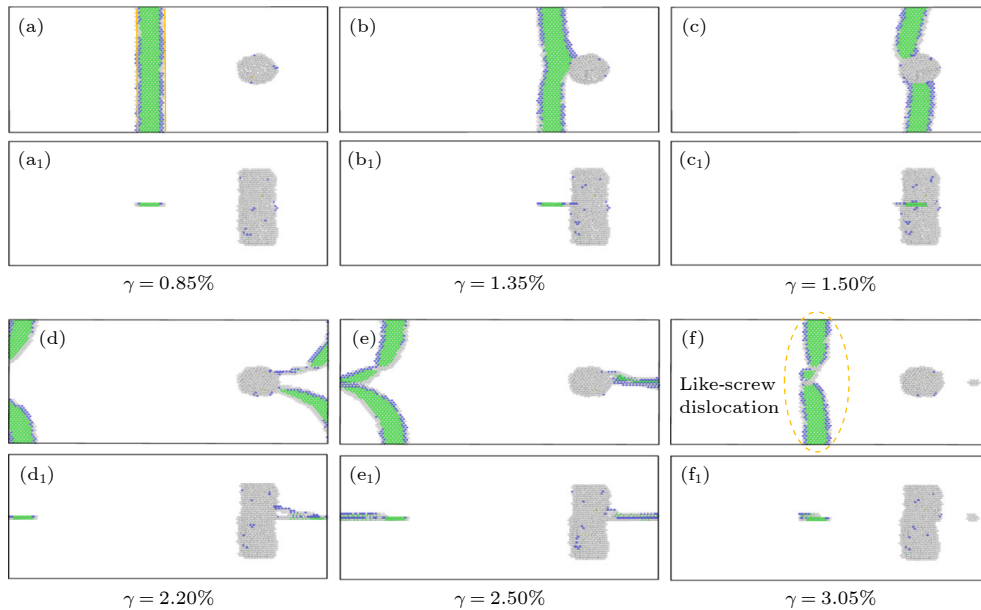 (a) (b) (c)
(a₁) (b₁) (c₁)
γ = 0.85% γ = 1.35% γ = 1.50%
(d) (e) (f)
Like-screw
dislocation
(d₁) (e₁) (f₁)
γ = 2.20% γ = 2.50% γ = 3.05%